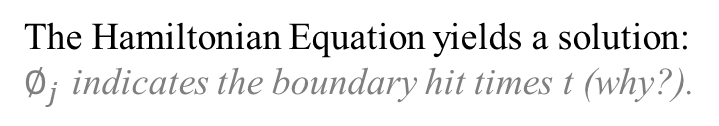 The Hamiltonian Equation yields a solution:
∅j indicates the boundary hit times t (why?).